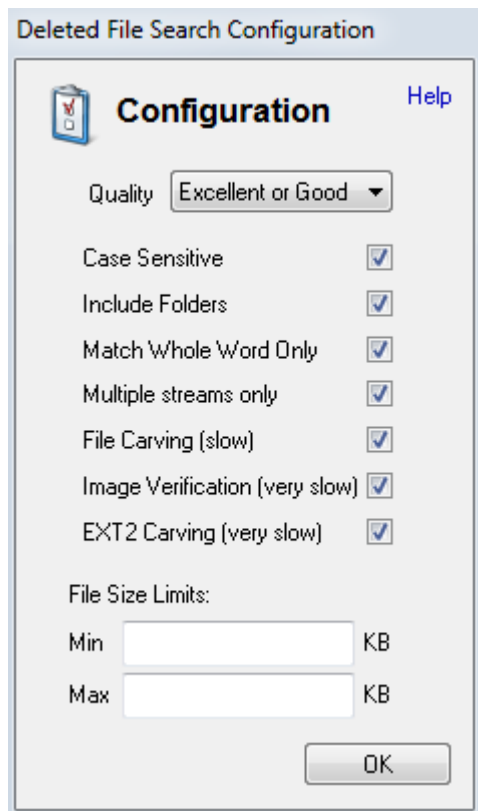 Deleted File Search Configuration
Configuration
Help
Quality Excellent or Good
Case Sensitive
Include Folders
Match Whole Word Only
Multiple streams only
File Carving (slow)
Image Verification (very slow)
EXT2 Carving (very slow)
File Size Limits:
Min KB
Max KB
OK